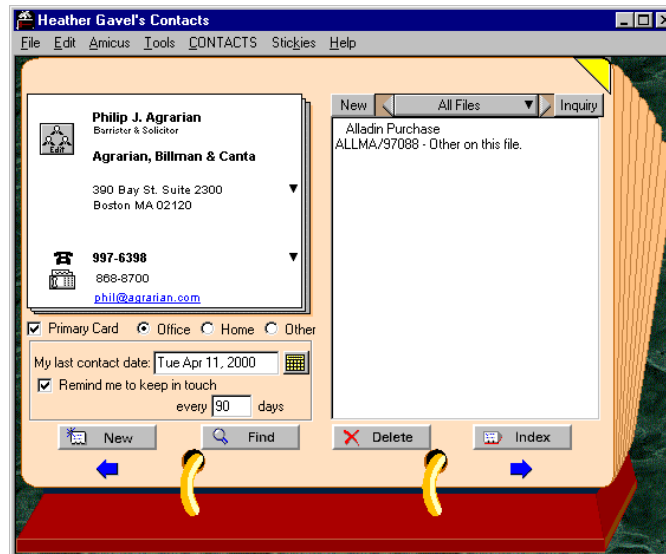 Heather Gavel's Contacts
File Edit Amicus Tools CONTACTS Stickies Help
Philip J. Agrarian
Barrister & Solicitor
Agrarian, Billman & Canta
390 Bay St. Suite 2300
Boston MA 02120
997-6398
868-8700
phil@agrarian.com
Edit
Primary Card Office Home Other
My last contact date: Tue Apr 11, 2000
Remind me to keep in touch
every 90 days
New Find
New All Files Inquiry
Alladin Purchase
ALLMA/97088 - Other on this file.
Delete Index